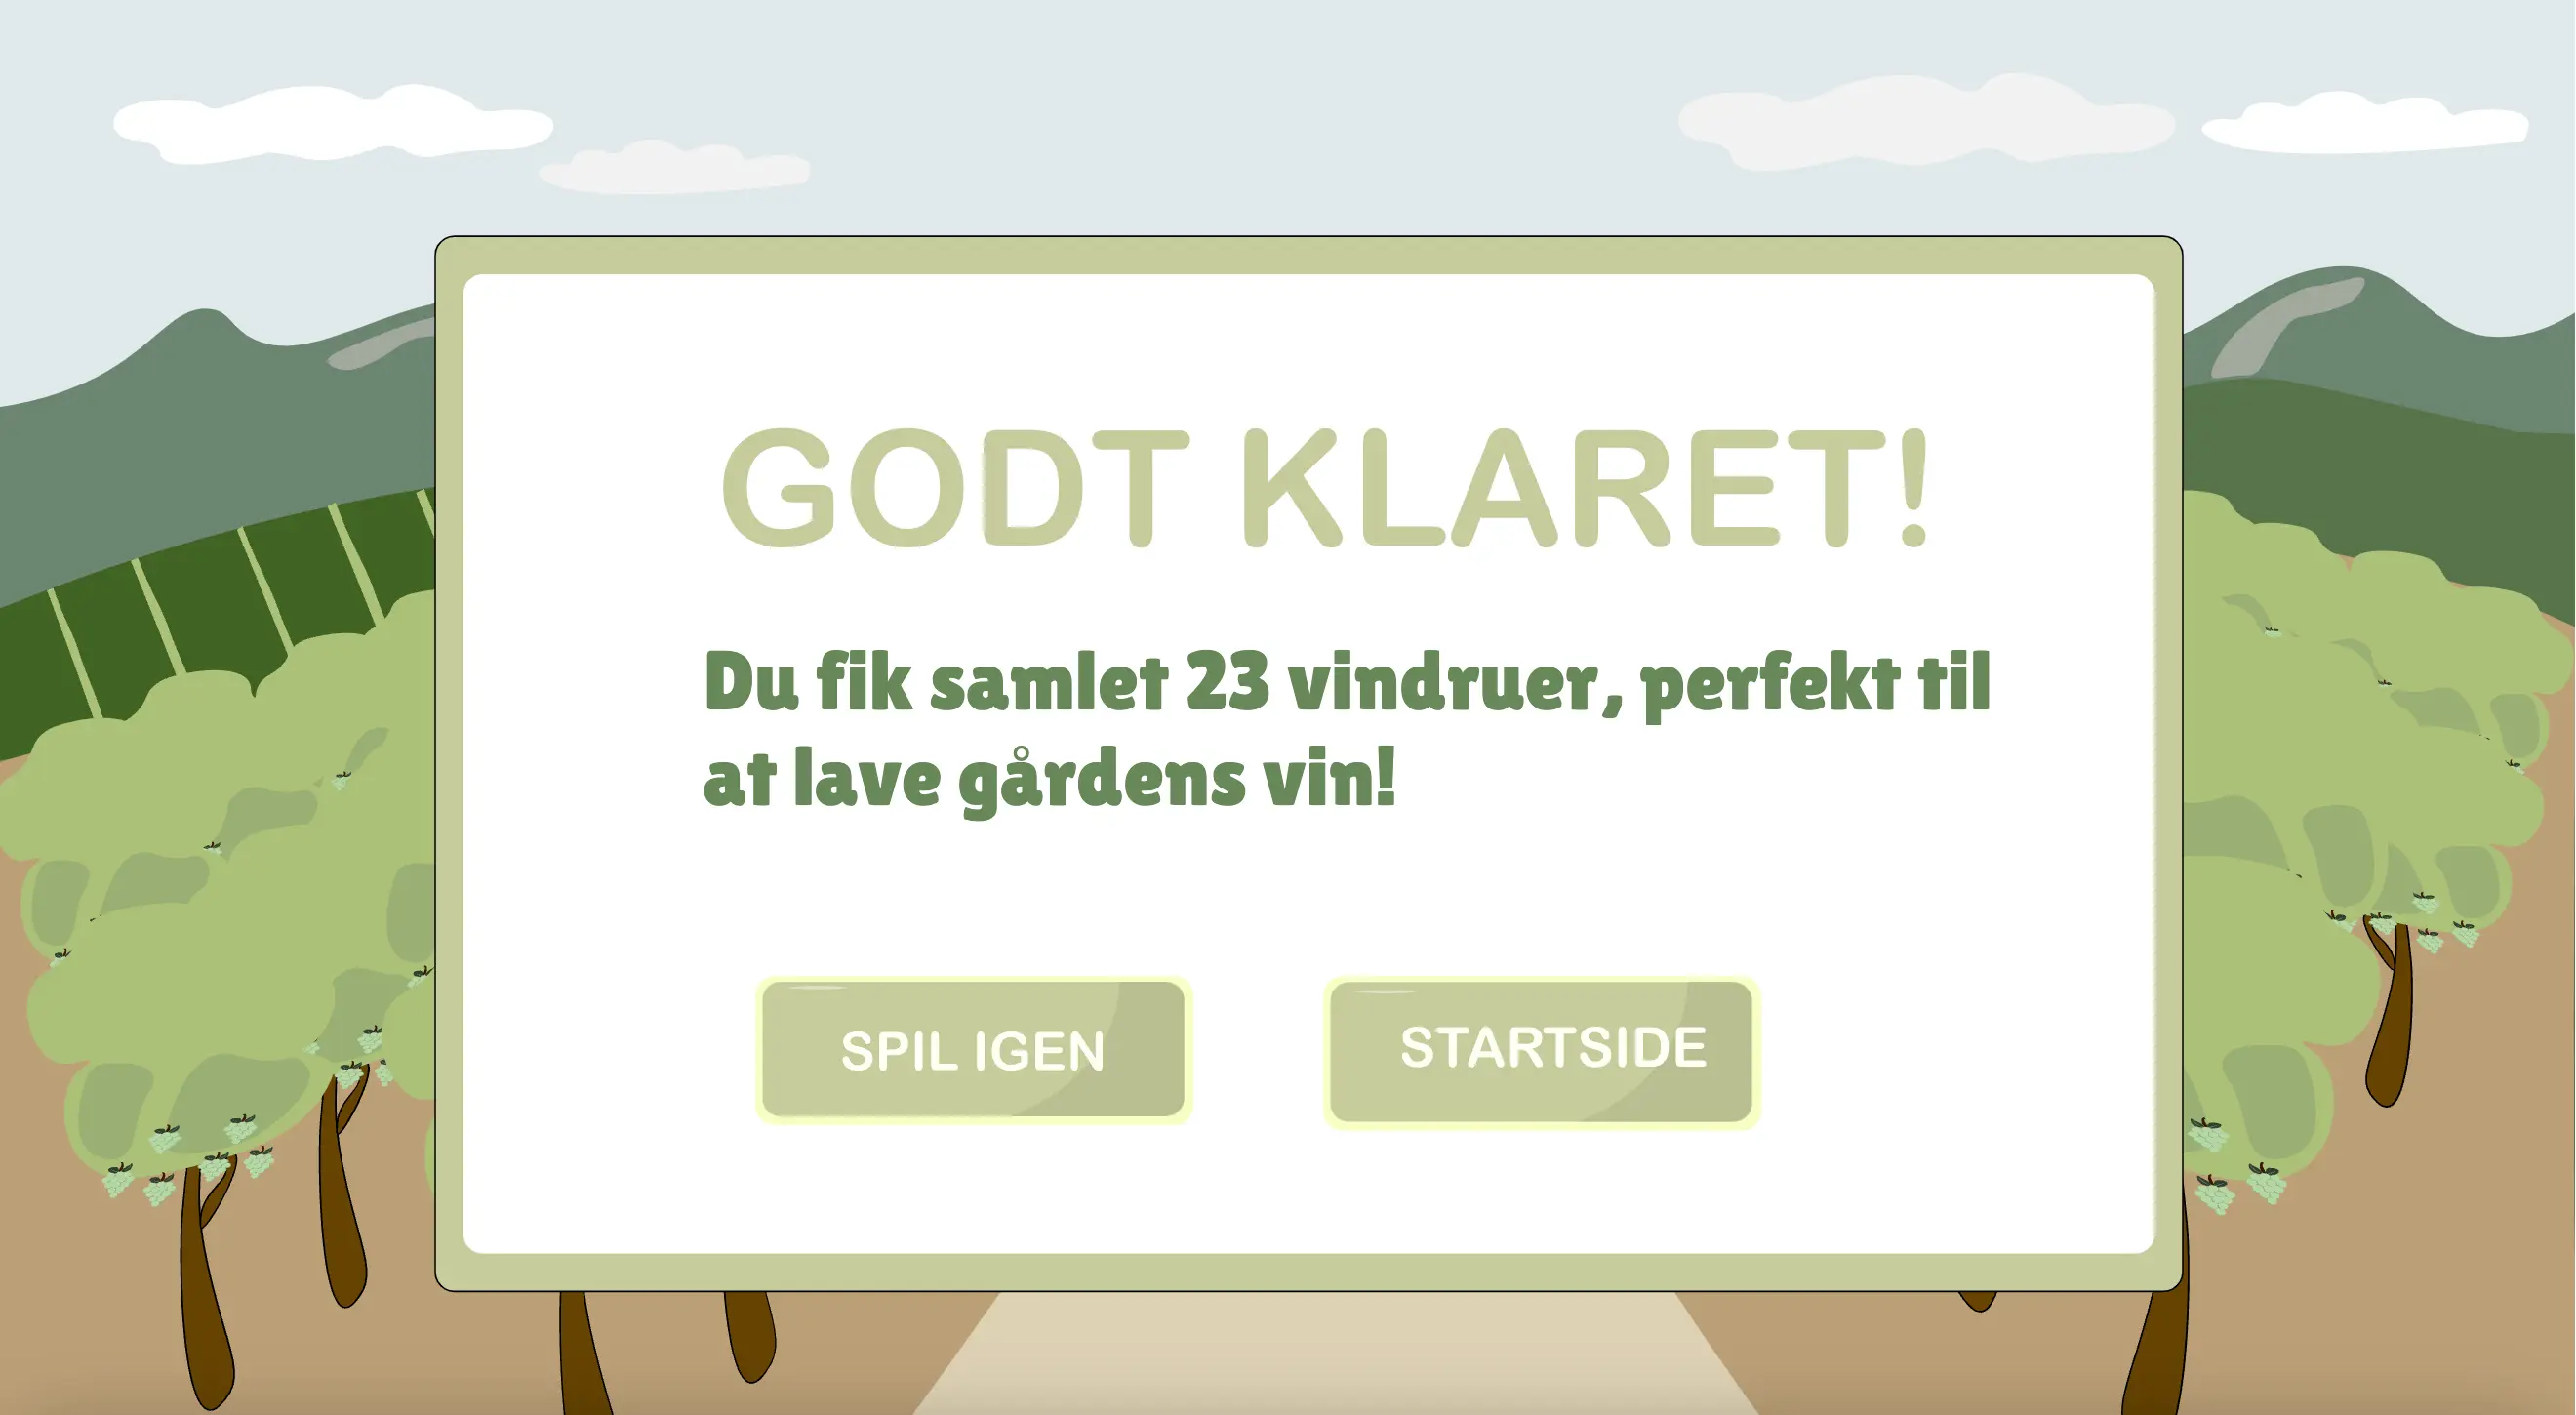 GODT KLARET!
Du fik samlet 23 vindruer, perfekt til
at lave gårdens vin!
SPIL IGEN
STARTSIDE